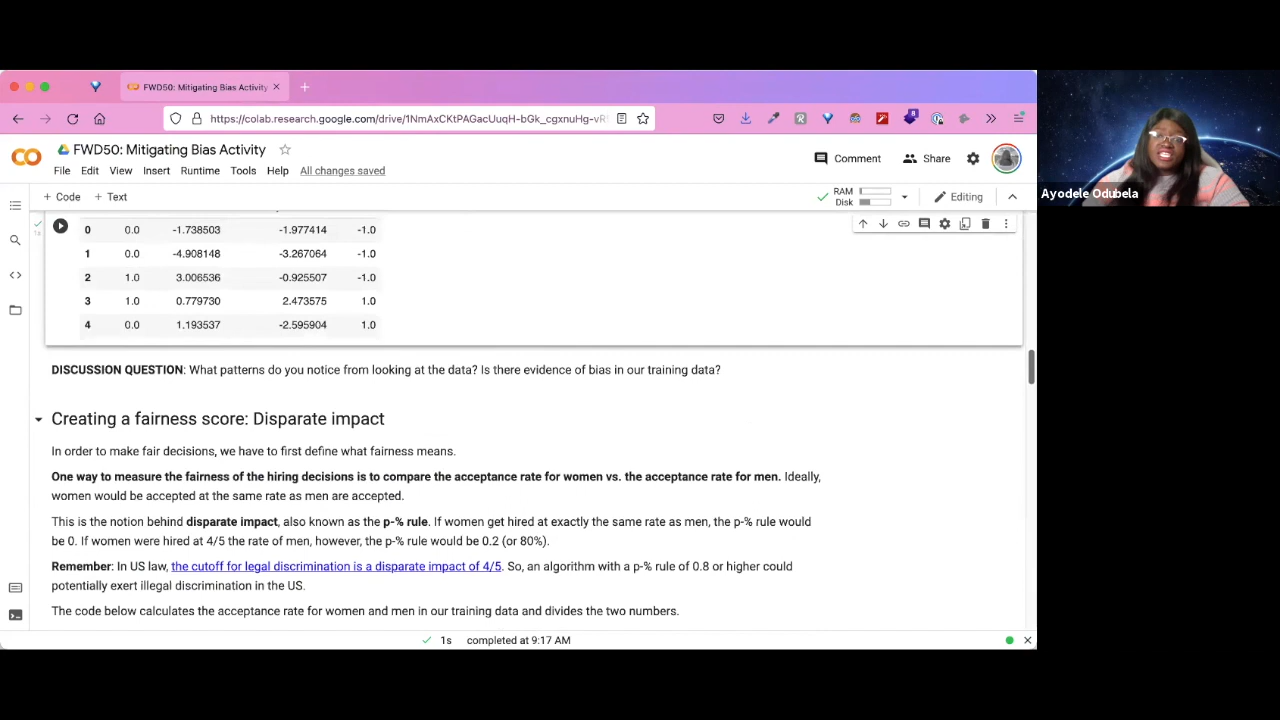 FWD50: Mitigating Bias Activity
https://colab.research.google.com/drive/1NmAxCKtPAGacUuqH-bGk_cgxnuHg-vR
FWD50: Mitigating Bias Activity
File Edit View Insert Runtime Tools Help All changes saved
Comment Share
+ Code + Text
RAM
Disk
Editing
0 0.0 -1.738503 -1.977414 -1.0
1 0.0 -4.908148 -3.267064 -1.0
2 1.0 3.006536 -0.925507 -1.0
3 1.0 0.779730 2.473575 1.0
4 0.0 1.193537 -2.595904 1.0
DISCUSSION QUESTION: What patterns do you notice from looking at the data? Is there evidence of bias in our training data?
Creating a fairness score: Disparate impact
In order to make fair decisions, we have to first define what fairness means.
One way to measure the fairness of the hiring decisions is to compare the acceptance rate for women vs. the acceptance rate for men. Ideally,
women would be accepted at the same rate as men are accepted.
This is the notion behind disparate impact, also known as the p-% rule. If women get hired at exactly the same rate as men, the p-% rule would
be 0. If women were hired at 4/5 the rate of men, however, the p-% rule would be 0.2 (or 80%).
Remember: In US law, the cutoff for legal discrimination is a disparate impact of 4/5. So, an algorithm with a p-% rule of 0.8 or higher could
potentially exert illegal discrimination in the US.
The code below calculates the acceptance rate for women and men in our training data and divides the two numbers.
1s completed at 9:17 AM
Ayodele Odubela